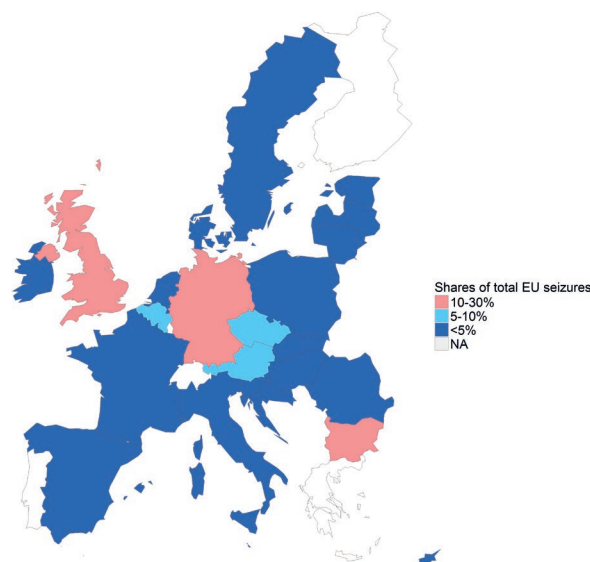 Shares of total EU seizures
10-30%
5-10%
<5%
NA